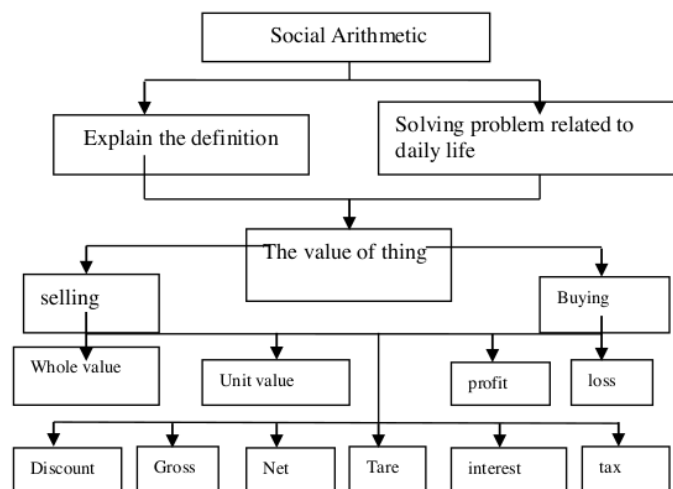 Social Arithmetic
Explain the definition
Solving problem related to
daily life
The value of thing
selling
Buying
Whole value
Unit value
profit
loss
Discount
Gross
Net
Tare
interest
tax